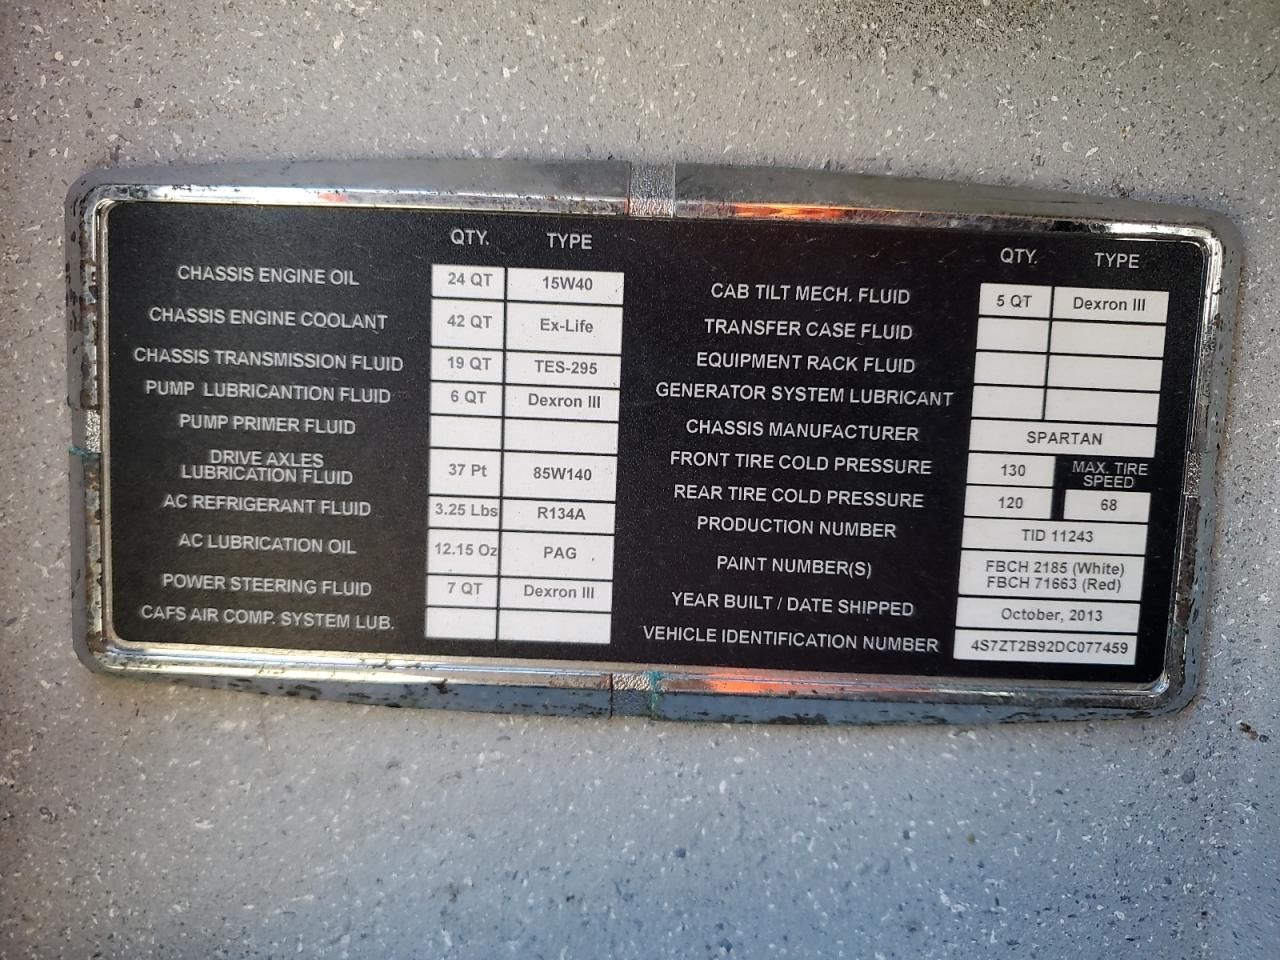 QTY. TYPE
CHASSIS ENGINE OIL 24 QT 15W40
CHASSIS ENGINE COOLANT 42 QT Ex-Life
CHASSIS TRANSMISSION FLUID 19 QT TES-295
PUMP LUBRICANTION FLUID 6 QT Dexron III
PUMP PRIMER FLUID
DRIVE AXLES
LUBRICATION FLUID 37 Pt 85W140
AC REFRIGERANT FLUID 3.25 Lbs R134A
AC LUBRICATION OIL 12.15 Oz PAG
POWER STEERING FLUID 7 QT Dexron III
CAFS AIR COMP. SYSTEM LUB.
QTY. TYPE
CAB TILT MECH. FLUID 5 QT Dexron III
TRANSFER CASE FLUID
EQUIPMENT RACK FLUID
GENERATOR SYSTEM LUBRICANT
CHASSIS MANUFACTURER SPARTAN
FRONT TIRE COLD PRESSURE 130 MAX. TIRE
SPEED
REAR TIRE COLD PRESSURE 120 68
PRODUCTION NUMBER TID 11243
PAINT NUMBER(S) FBCH 2185 (White)
FBCH 71663 (Red)
YEAR BUILT / DATE SHIPPED October, 2013
VEHICLE IDENTIFICATION NUMBER 4S7ZT2B92DC077459